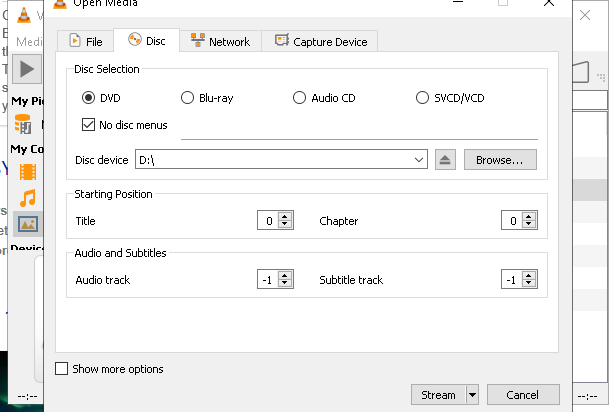 Open Media
Medi
File
Disc
Network
Capture Device
Disc Selection
DVD
Blu-ray
Audio CD
SVCD/VCD
No disc menus
Disc device
D:\
Browse...
Starting Position
Title
0
Chapter
0
Audio and Subtitles
Audio track
-1
Subtitle track
-1
Show more options
Stream
Cancel
My Pl
My Co
Device
--:--
--:--